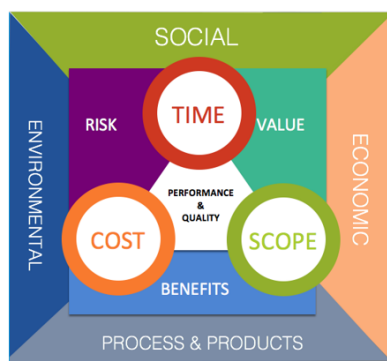 SOCIAL
RISK
TIME
VALUE
ENVIRONMENTAL
ECONOMIC
PERFORMANCE
&
QUALITY
COST
SCOPE
BENEFITS
PROCESS & PRODUCTS